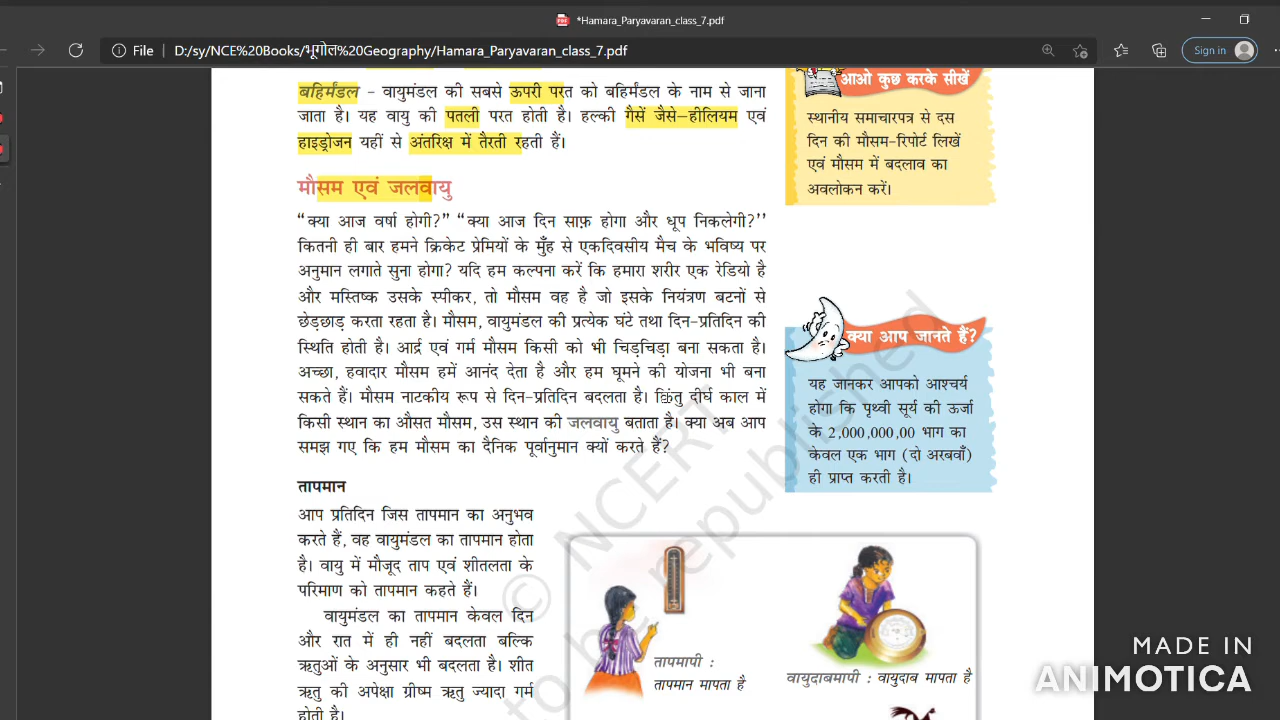 *Hamara_Paryavaran_class_7.pdf
File
D:/sy/NCE%20Books/भूगोल%20Geography/Hamara_Paryavaran_class_7.pdf
Sign in
बहिर्मंडल - वायुमंडल की सबसे ऊपरी परत को बहिर्मंडल के नाम से जाना
जाता है। यह वायु की पतली परत होती है। हल्की गैसें जैसे–हीलियम एवं
हाइड्रोजन यहीं से अंतरिक्ष में तैरती रहती हैं।
मौसम एवं जलवायु
“क्या आज वर्षा होगी?” “क्या आज दिन साफ़ होगा और धूप निकलेगी?’’
कितनी ही बार हमने क्रिकेट प्रेमियों के मुँह से एकदिवसीय मैच के भविष्य पर
अनुमान लगाते सुना होगा? यदि हम कल्पना करें कि हमारा शरीर एक रेडियो है
और मस्तिष्क उसके स्पीकर, तो मौसम वह है जो इसके नियंत्रण बटनों से
छेड़छाड़ करता रहता है। मौसम, वायुमंडल की प्रत्येक घंटे तथा दिन-प्रतिदिन की
स्थिति होती है। आर्द्र एवं गर्म मौसम किसी को भी चिड़चिड़ा बना सकता है।
अच्छा, हवादार मौसम हमें आनंद देता है और हम घूमने की योजना भी बना
सकते हैं। मौसम नाटकीय रूप से दिन-प्रतिदिन बदलता है। किंतु दीर्घ काल में
किसी स्थान का औसत मौसम, उस स्थान की जलवायु बताता है। क्या अब आप
समझ गए कि हम मौसम का दैनिक पूर्वानुमान क्यों करते हैं?
तापमान
आप प्रतिदिन जिस तापमान का अनुभव
करते हैं, वह वायुमंडल का तापमान होता
है। वायु में मौजूद ताप एवं शीतलता के
परिमाण को तापमान कहते हैं।
वायुमंडल का तापमान केवल दिन
और रात में ही नहीं बदलता बल्कि
ऋतुओं के अनुसार भी बदलता है। शीत
ऋतु की अपेक्षा ग्रीष्म ऋतु ज्यादा गर्म
होती है।
आओ कुछ करके सीखें
स्थानीय समाचारपत्र से दस
दिन की मौसम-रिपोर्ट लिखें
एवं मौसम में बदलाव का
अवलोकन करें।
क्या आप जानते हैं?
यह जानकर आपको आश्चर्य
होगा कि पृथ्वी सूर्य की ऊर्जा
के 2,000,000,00 भाग का
केवल एक भाग (दो अरबवाँ)
ही प्राप्त करती है।
तापमापी :
तापमान मापता है
वायुदाबमापी : वायुदाब मापता है
© NCERT
to be republished
MADE IN
ANIMOTICA